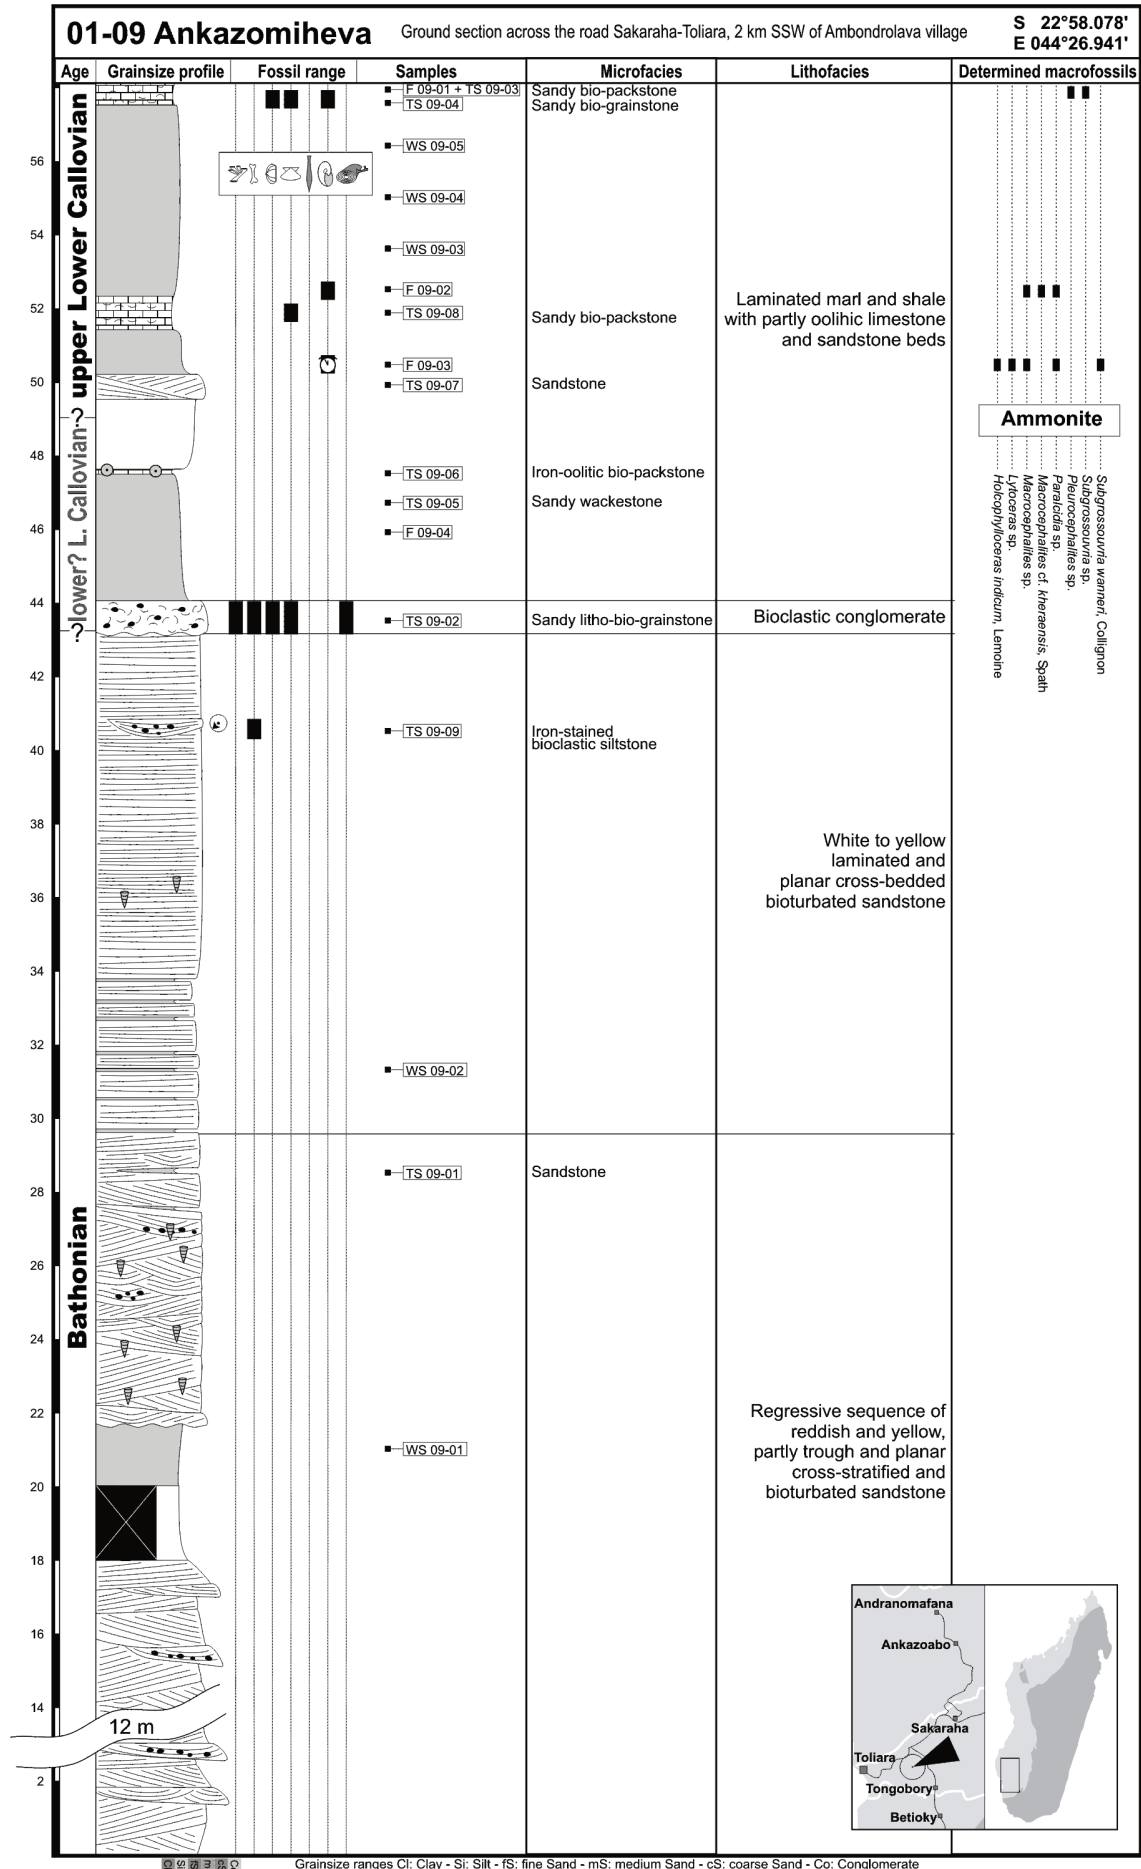 01-09 Ankazomiheva
Ground section across the road Sakaraha-Toliara, 2 km SSW of Ambondrolava village
S 22°58.078'
E 044°26.941'
Age
Grainsize profile
Fossil range
Samples
Microfacies
Lithofacies
Determined macrofossils
F 09-01 + TS 09-03
Sandy bio-packstone
TS 09-04
Sandy bio-grainstone
56
WS 09-05
WS 09-04
54
WS 09-03
F 09-02
52
TS 09-08
Sandy bio-packstone
Laminated marl and shale
with partly oolihic limestone
and sandstone beds
F 09-03
50
TS 09-07
Sandstone
upper Lower Callovian
?
Ammonite
48
TS 09-06
Iron-oolitic bio-packstone
TS 09-05
Sandy wackestone
46
F 09-04
lower? L. Callovian
Holcophylloceras indicum, Lemoine
Lytoceras sp.
Macrocephalites sp.
Macrocephalites cf. kheraensis, Spath
Paralcidia sp.
Pleurocephalites sp.
Subgrossouvria sp.
Subgrossouvria wanneri, Collignon
44
TS 09-02
Sandy litho-bio-grainstone
Bioclastic conglomerate
?
42
TS 09-09
Iron-stained
bioclastic siltstone
40
38
White to yellow
laminated and
planar cross-bedded
bioturbated sandstone
36
34
32
WS 09-02
30
TS 09-01
Sandstone
28
Bathonian
26
24
22
Regressive sequence of
reddish and yellow,
partly trough and planar
cross-stratified and
bioturbated sandstone
WS 09-01
20
18
16
14
12 m
2
Andranomafana
Ankazoabo
Sakaraha
Toliara
Tongobory
Betioky
Grainsize ranges Cl: Clay - Si: Silt - fS: fine Sand - mS: medium Sand - cS: coarse Sand - Co: Conglomerate